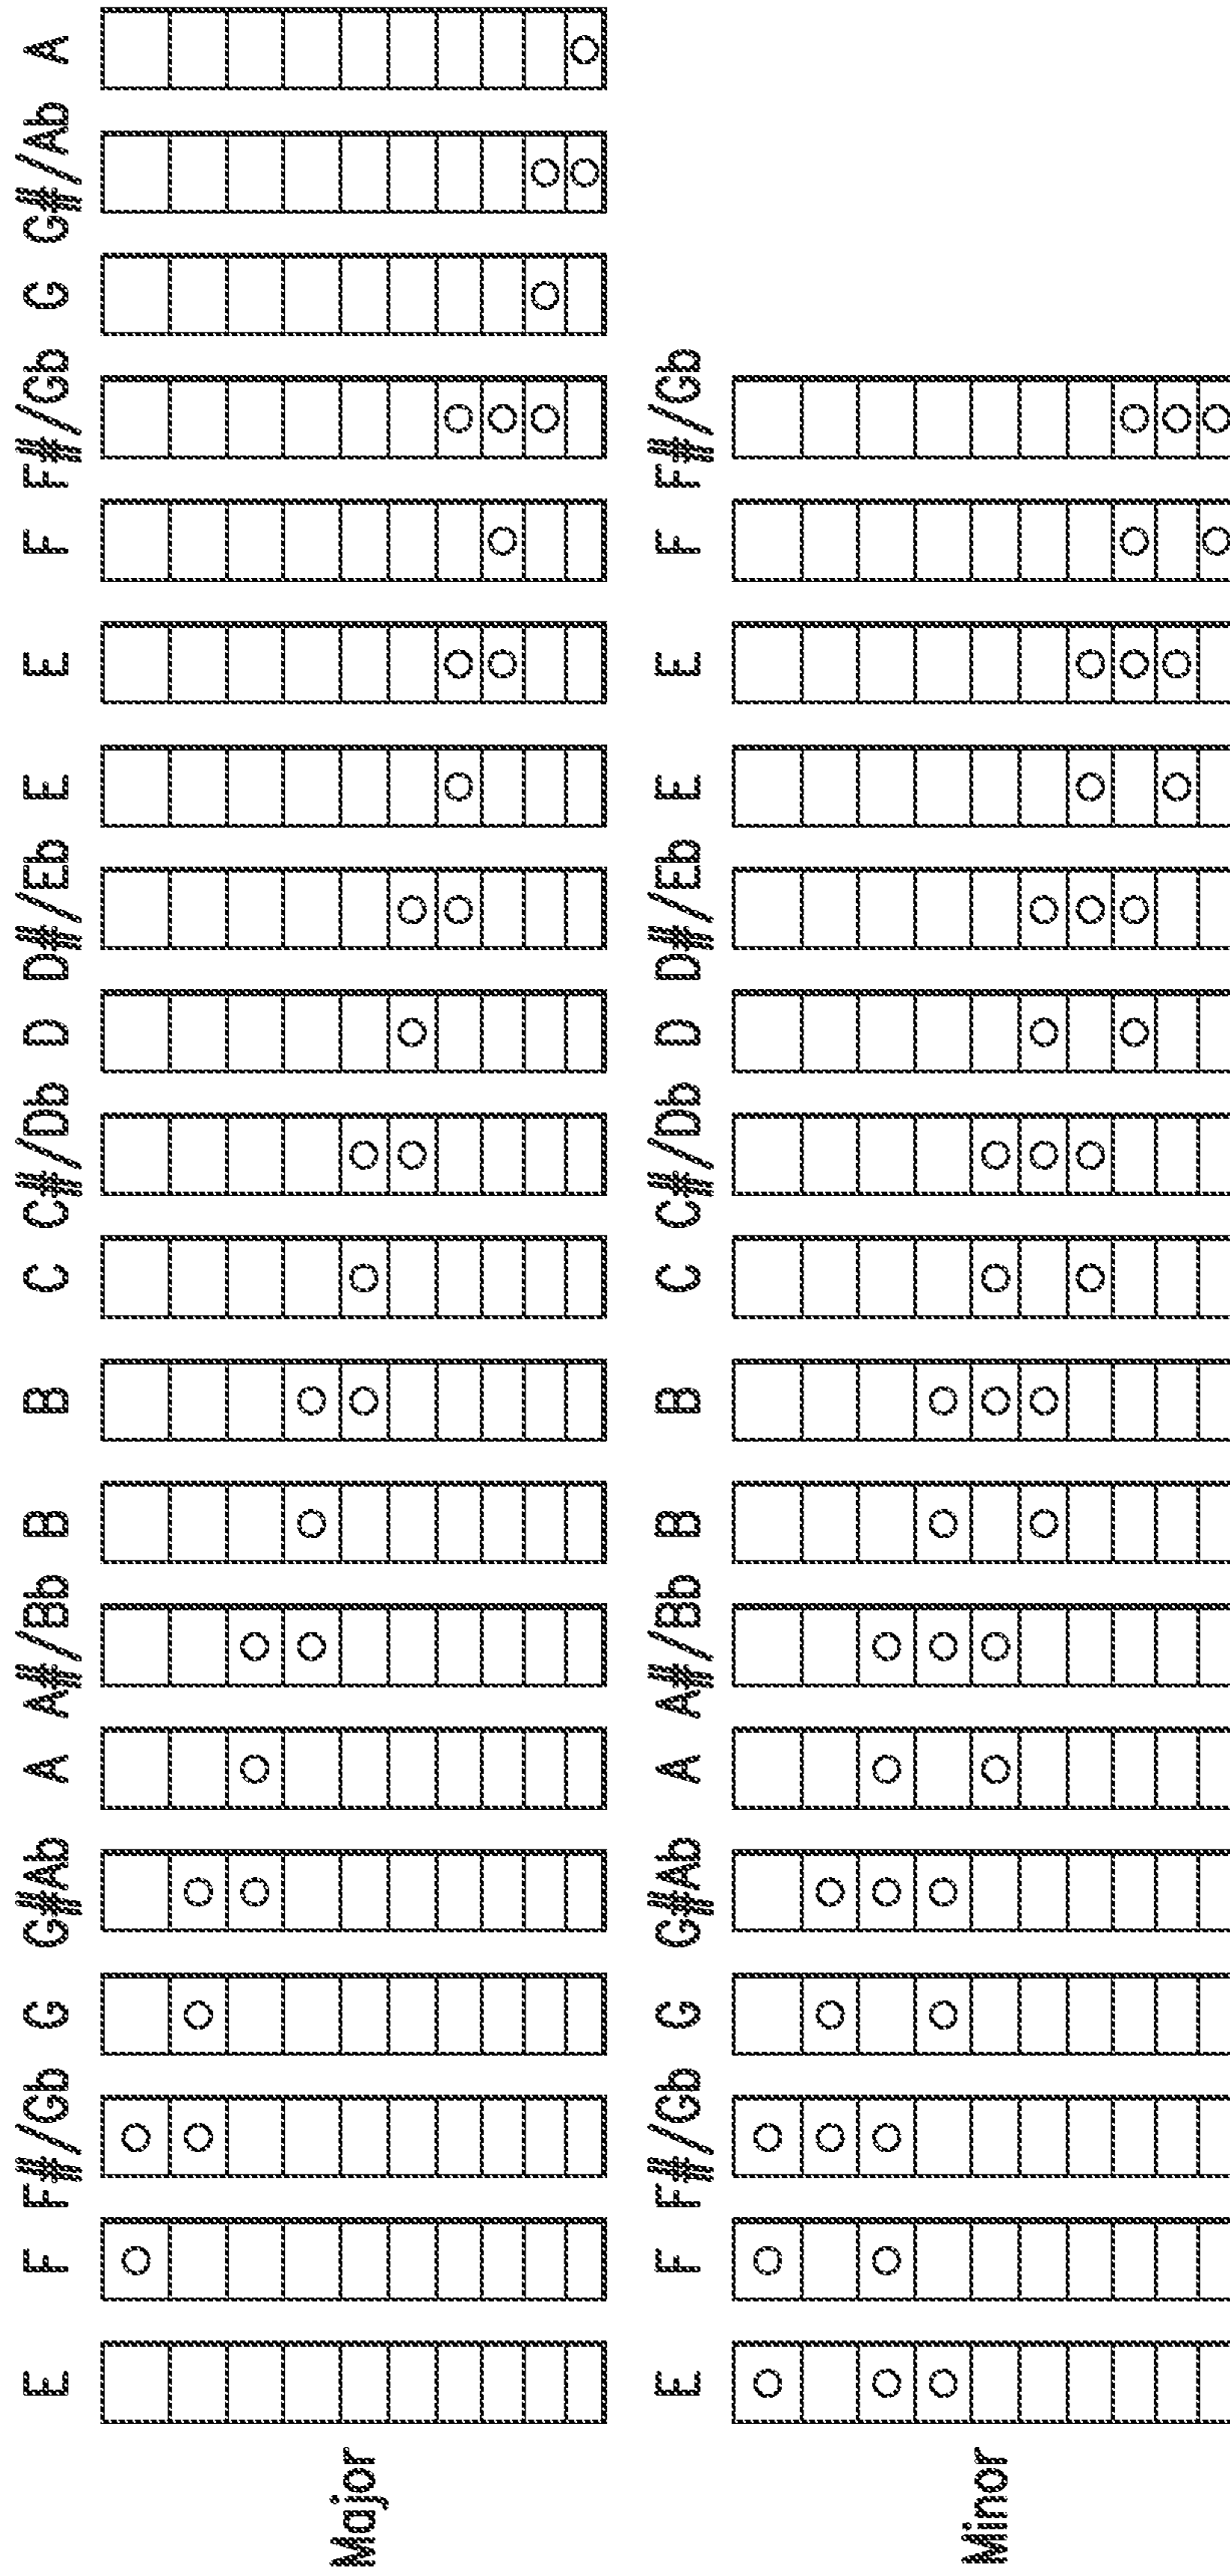 E F F#/Gb G G#Ab A A#/Bb B B C C#/Db D D#/Eb E E F F#/Gb G G#/Ab A
Major
E F F#/Gb G G#Ab A A#/Bb B B C C#/Db D D#/Eb E E F F#/Gb
Minor